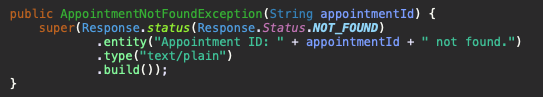 public AppointmentNotFoundException(String appointmentId) {
    super(Response.status(Response.Status.NOT_FOUND)
            .entity("Appointment ID: " + appointmentId + " not found.")
            .type("text/plain")
            .build());
}